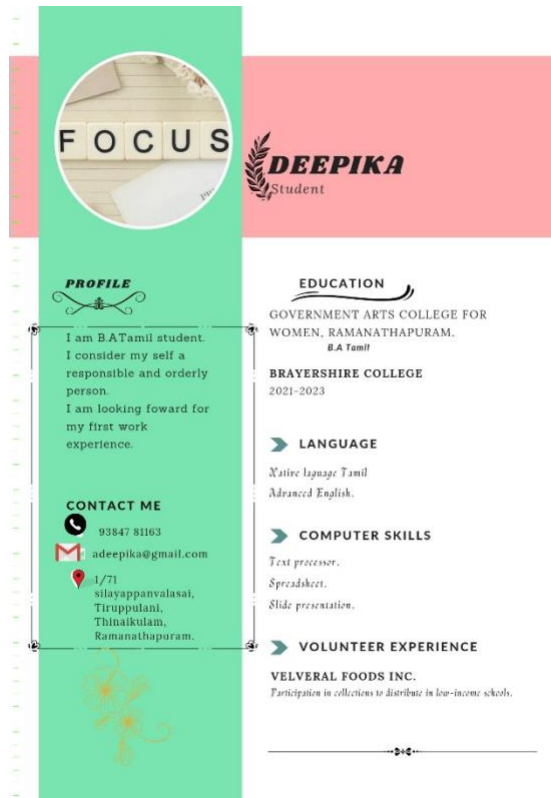 FOCUS
DEEPIKA
Student
PROFILE
I am B.ATamil student.
I consider my self a
responsible and orderly
person.
I am looking foward for
my first work
experience.
CONTACT ME
93847 81163
adeepika@gmail.com
1/71
silayappanvalasai,
Tiruppulani,
Thinaikulam,
Ramanathapuram.
EDUCATION
GOVERNMENT ARTS COLLEGE FOR
WOMEN, RAMANATHAPURAM.
B.A Tamil
BRAYERSHIRE COLLEGE
2021-2023
LANGUAGE
Native laguage Tamil
Advanced English.
COMPUTER SKILLS
Text processor.
Spreadsheet.
Slide presentation.
VOLUNTEER EXPERIENCE
VELVERAL FOODS INC.
Participation in collections to distribute in low-income schools.